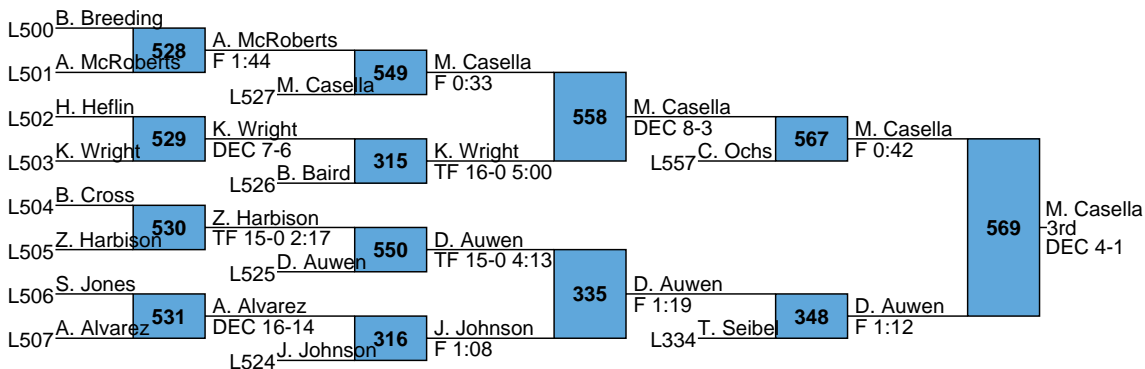 B. Breeding
L500
528
A. McRoberts
F 1:44
A. McRoberts
L501
549
M. Casella
F 0:33
M. Casella
L527
H. Heflin
L502
529
K. Wright
DEC 7-6
K. Wright
L503
315
K. Wright
TF 16-0 5:00
B. Baird
L526
558
M. Casella
DEC 8-3
567
M. Casella
F 0:42
C. Ochs
L557
B. Cross
L504
530
Z. Harbison
TF 15-0 2:17
Z. Harbison
L505
550
D. Auwen
TF 15-0 4:13
D. Auwen
L525
S. Jones
L506
531
A. Alvarez
DEC 16-14
A. Alvarez
L507
316
J. Johnson
F 1:08
J. Johnson
L524
335
D. Auwen
F 1:19
348
D. Auwen
F 1:12
T. Seibel
L334
569
M. Casella
3rd
DEC 4-1